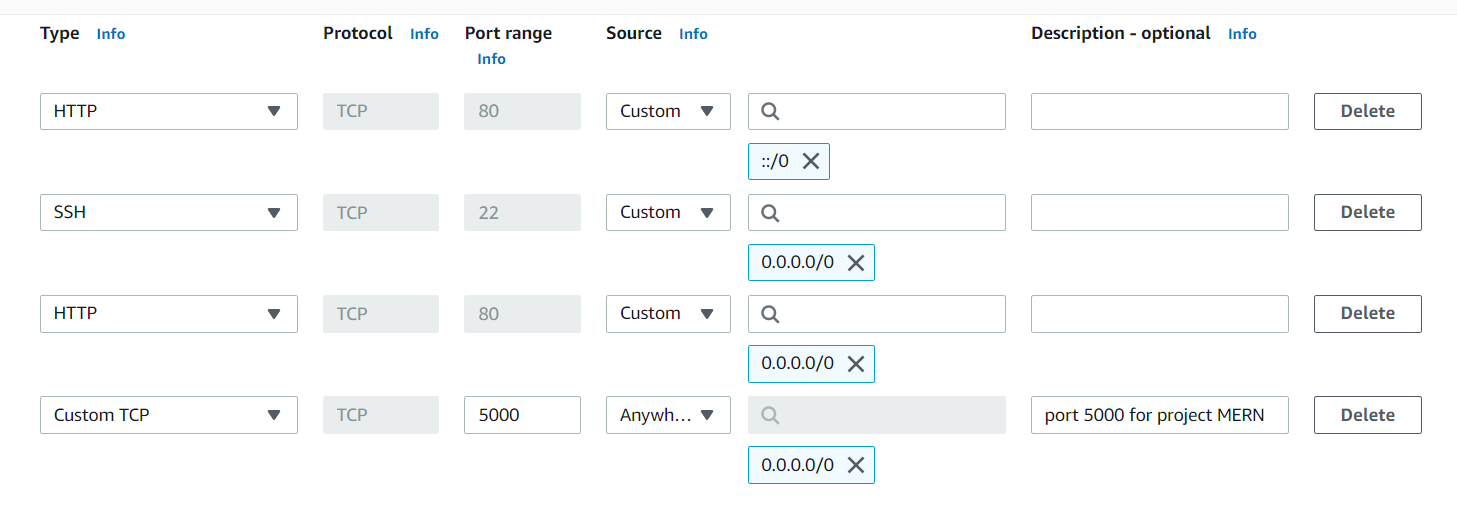 Type Info Protocol Info Port range Source Info Description - optional Info
Info
HTTP TCP 80 Custom Delete
::/0
SSH TCP 22 Custom Delete
0.0.0.0/0
HTTP TCP 80 Custom Delete
0.0.0.0/0
Custom TCP TCP 5000 Anywh... port 5000 for project MERN Delete
0.0.0.0/0